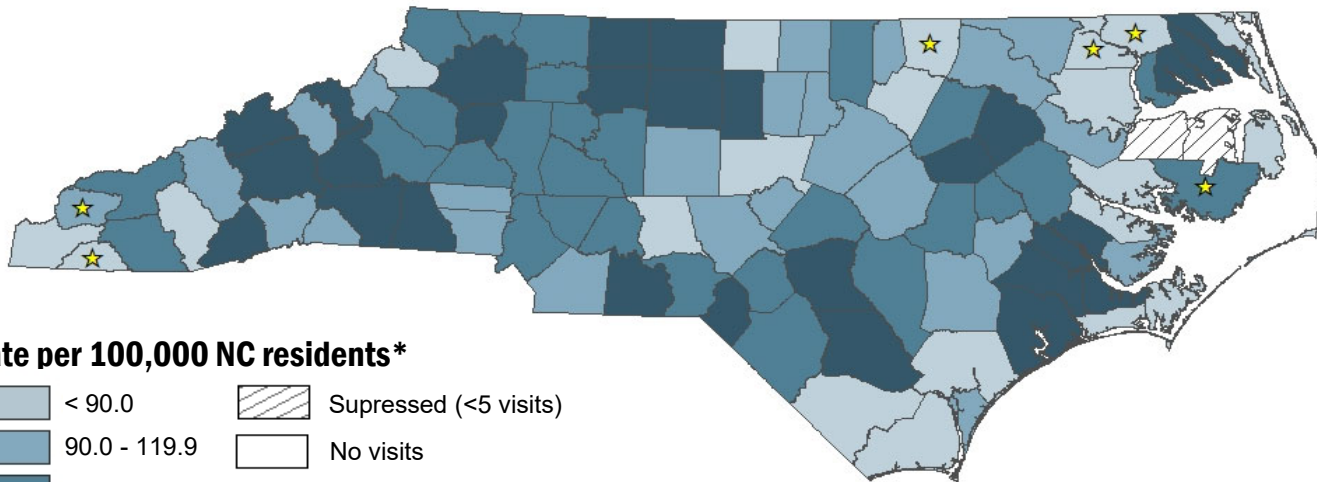 te per 100,000 NC residents*
< 90.0
Supressed (<5 visits)
90.0 - 119.9
No visits